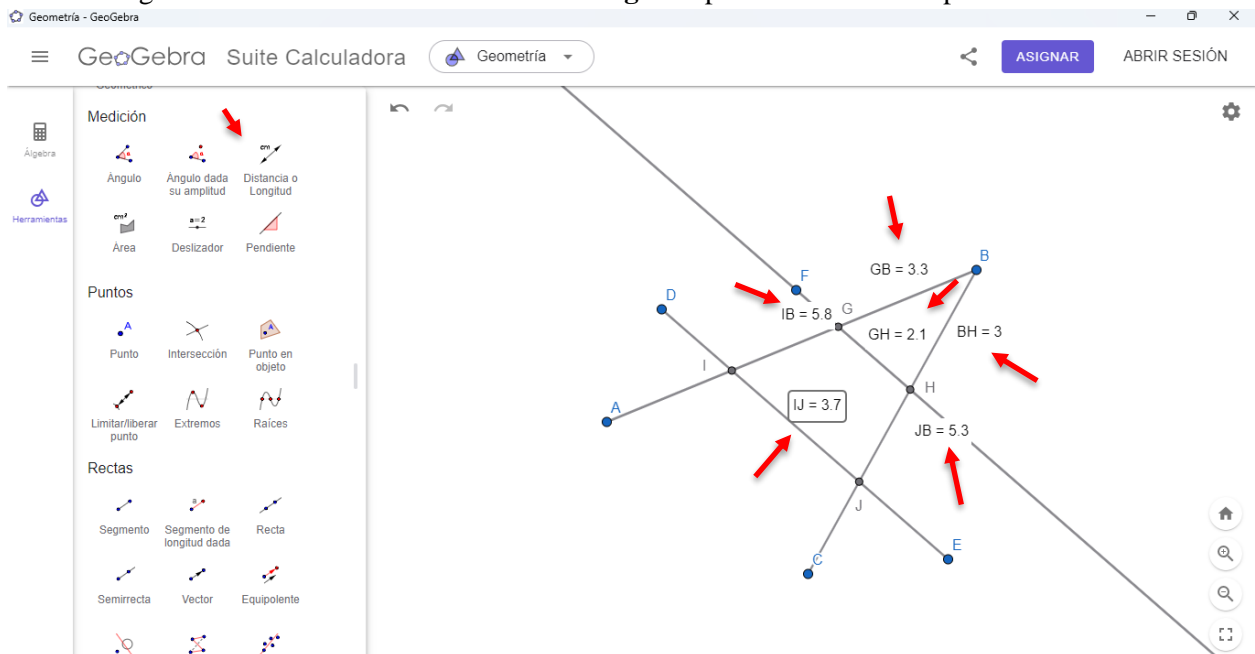 Geometría - GeoGebra
GeoGebra Suite Calculadora
Geometría
ASIGNAR
ABRIR SESIÓN
Álgebra
Herramientas
Medición
cm
Ángulo
Ángulo dada su amplitud
Distancia o Longitud
cm²
a=2
Área
Deslizador
Pendiente
Puntos
A
Punto
Intersección
Punto en objeto
Limitar/liberar punto
Extremos
Raíces
Rectas
a
Segmento
Segmento de longitud dada
Recta
Semirrecta
Vector
Equipolente
B
GB = 3.3
F
D
IB = 5.8
G
GH = 2.1
BH = 3
I
H
IJ = 3.7
A
JB = 5.3
J
E
C